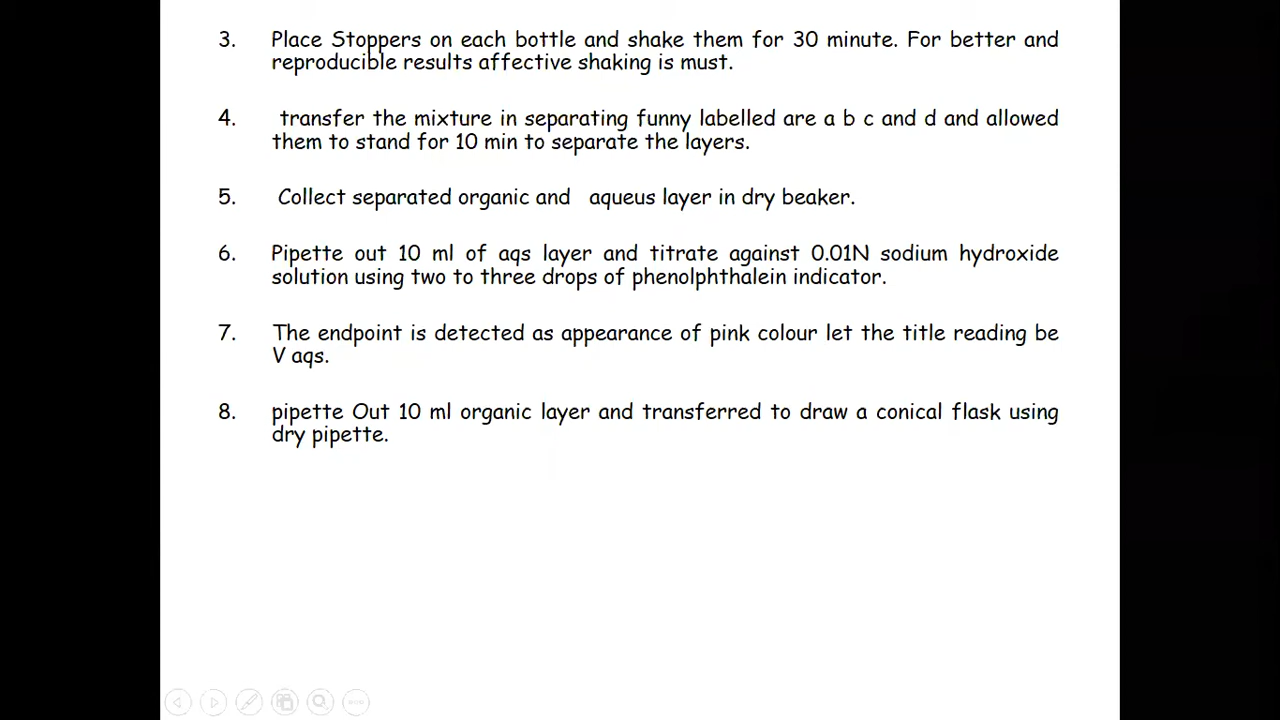 3. Place Stoppers on each bottle and shake them for 30 minute. For better and
reproducible results affective shaking is must.
4. transfer the mixture in separating funny labelled are a b c and d and allowed
them to stand for 10 min to separate the layers.
5. Collect separated organic and aqueus layer in dry beaker.
6. Pipette out 10 ml of aqs layer and titrate against 0.01N sodium hydroxide
solution using two to three drops of phenolphthalein indicator.
7. The endpoint is detected as appearance of pink colour let the title reading be
V aqs.
8. pipette Out 10 ml organic layer and transferred to draw a conical flask using
dry pipette.